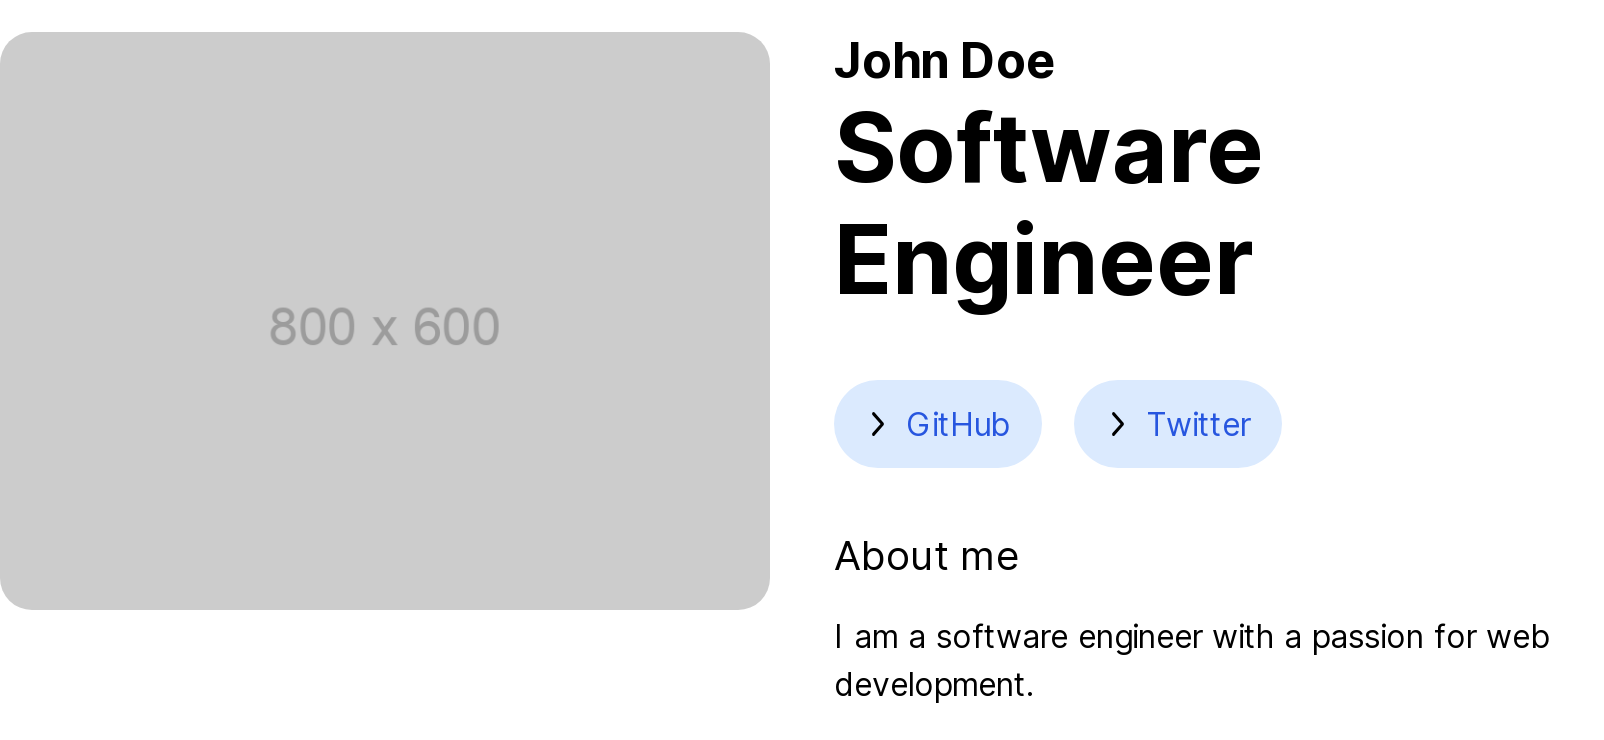 800 x 600
John Doe
Software
Engineer
GitHub
Twitter
About me
I am a software engineer with a passion for web
development.